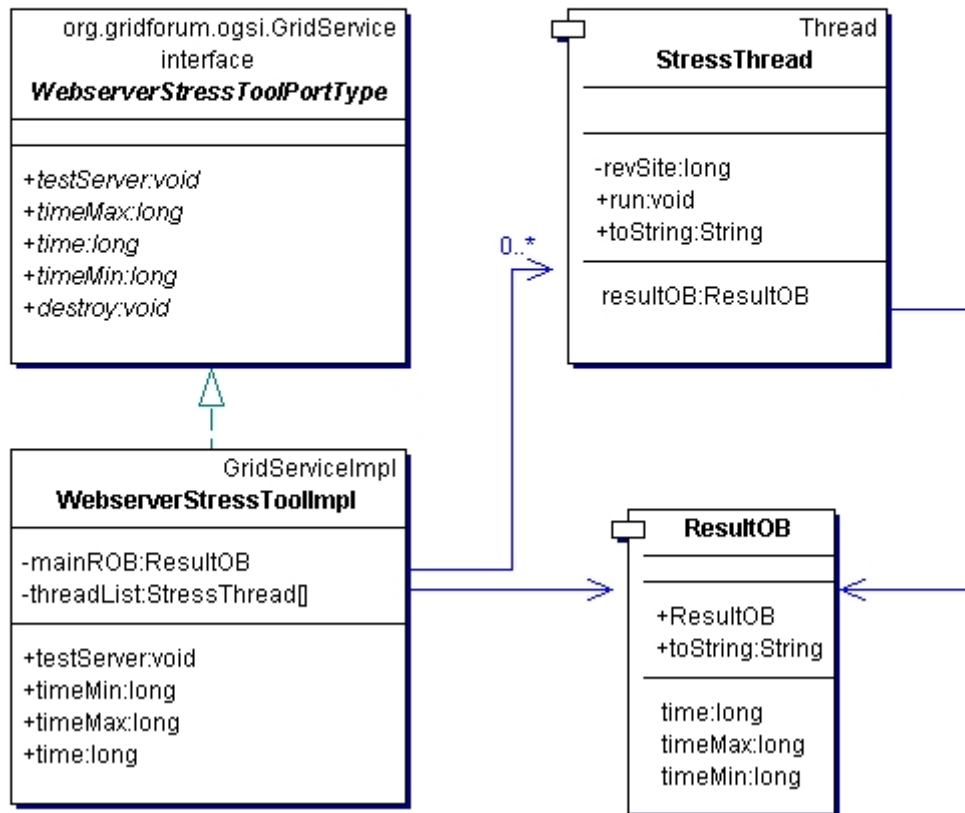 org.gridforum.ogsi.GridService
interface
WebserverStressToolPortType
+testServer:void
+timeMax:long
+time:long
+timeMin:long
+destroy:void
Thread
StressThread
-revSite:long
+run:void
+toString:String
resultOB:ResultOB
0..*
GridServiceImpl
WebserverStressToolImpl
-mainROB:ResultOB
-threadList:StressThread[]
+testServer:void
+timeMin:long
+timeMax:long
+time:long
ResultOB
+ResultOB
+toString:String
time:long
timeMax:long
timeMin:long